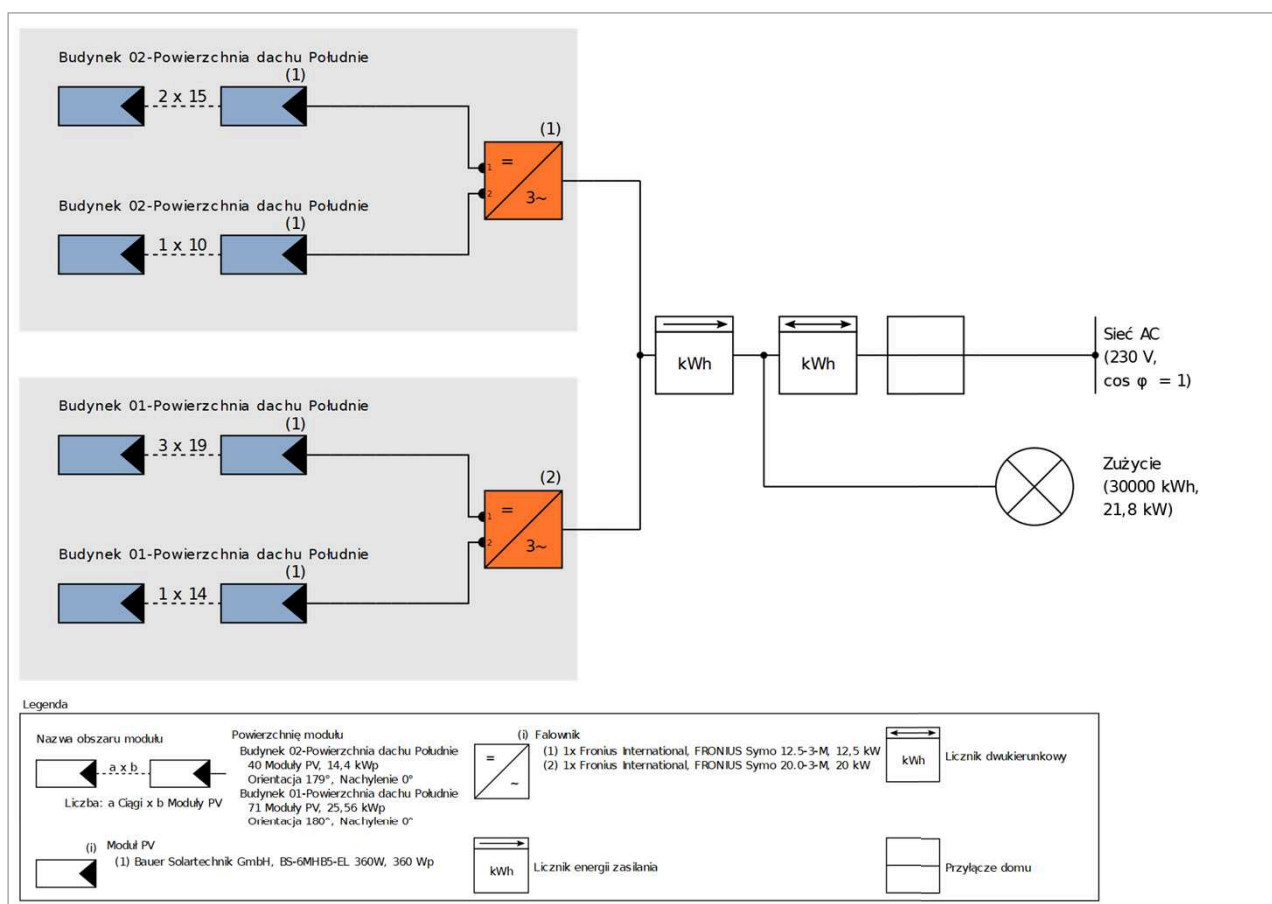 Budynek 02-Powierzchnia dachu Południe
(1)
2 x 15
(1)
1
=
2
3~
Budynek 02-Powierzchnia dachu Południe
(1)
1 x 10
kWh
kWh
Sieć AC
(230 V,
cos φ = 1)
Budynek 01-Powierzchnia dachu Południe
(1)
3 x 19
(2)
1
=
2
3~
Zużycie
(30000 kWh,
21,8 kW)
Budynek 01-Powierzchnia dachu Południe
(1)
1 x 14
Legenda
Nazwa obszaru modułu
a x b
Liczba: a Ciągi x b Moduły PV
Powierzchnię modułu
Budynek 02-Powierzchnia dachu Południe
40 Moduły PV, 14,4 kWp
Orientacja 179°, Nachylenie 0°
Budynek 01-Powierzchnia dachu Południe
71 Moduły PV, 25,56 kWp
Orientacja 180°, Nachylenie 0°
(i) Falownik
=
~
(1) 1x Fronius International, FRONIUS Symo 12.5-3-M, 12,5 kW
(2) 1x Fronius International, FRONIUS Symo 20.0-3-M, 20 kW
kWh
Licznik dwukierunkowy
(i) Moduł PV
(1) Bauer Solartechnik GmbH, BS-6MHB5-EL 360W, 360 Wp
kWh
Licznik energii zasilania
Przyłącze domu